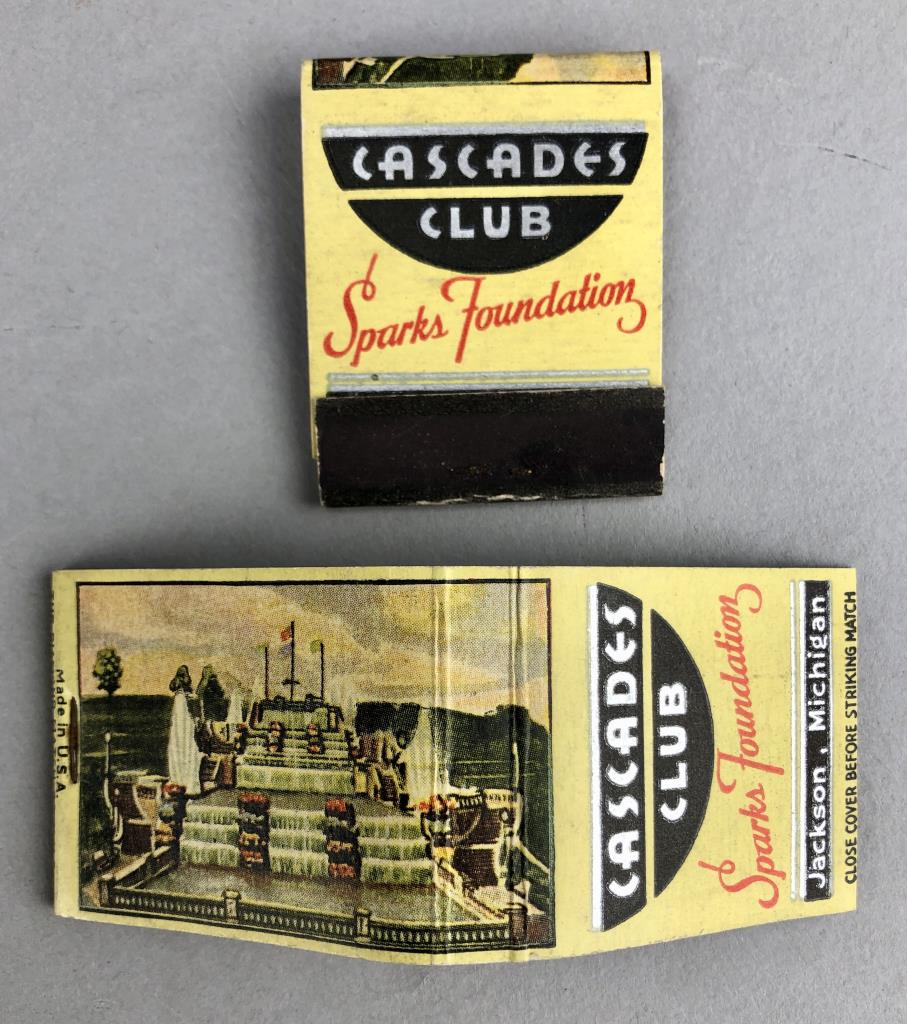 CASCADES
CLUB
Sparks Foundation
Made in U.S.A.
CASCADES
CLUB
Sparks Foundation
Jackson, Michigan
CLOSE COVER BEFORE STRIKING MATCH